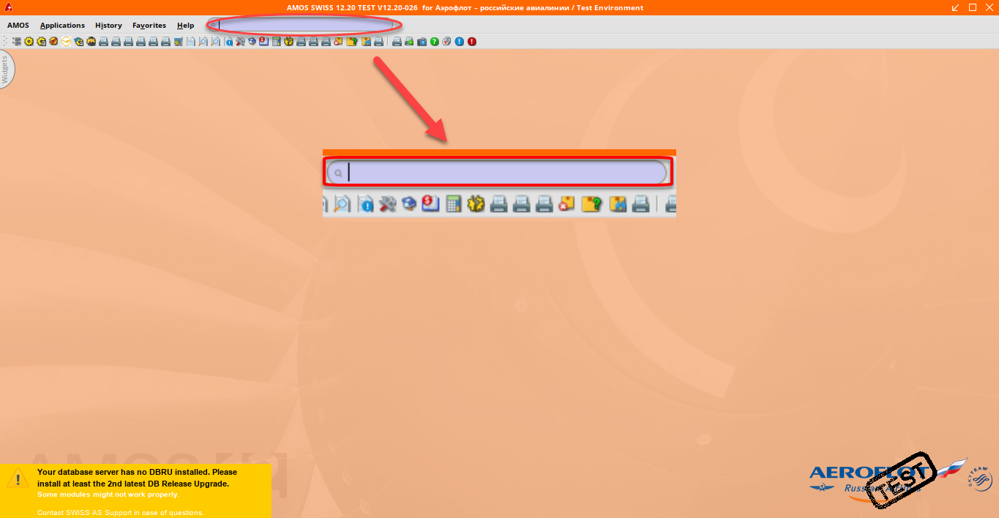 AMOS SWISS 12.20 TEST V12.20-026 for Аэрофлот – российские авиалинии / Test Environment
AMOS Applications History Favorites Help
Widgets
AMOS
Your database server has no DBRU installed. Please
install at least the 2nd latest DB Release Upgrade.
Some modules might not work properly.
Contact SWISS AS Support in case of questions.
AEROFLOT
TEST
SKYTEAM